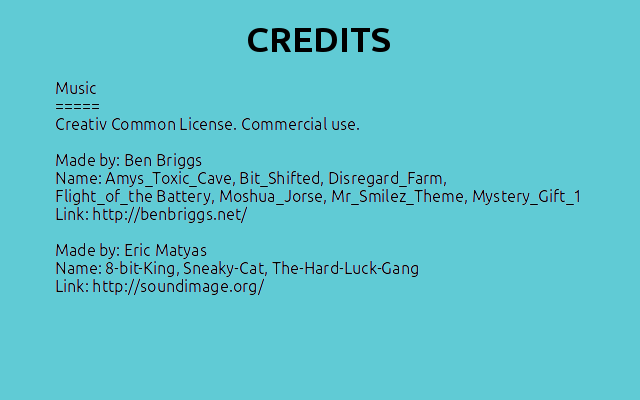 CREDITS
Music
=====
Creativ Common License. Commercial use.
Made by: Ben Briggs
Name: Amys_Toxic_Cave, Bit_Shifted, Disregard_Farm,
Flight_of_the Battery, Moshua_Jorse, Mr_Smilez_Theme, Mystery_Gift_1
Link: http://benbriggs.net/
Made by: Eric Matyas
Name: 8-bit-King, Sneaky-Cat, The-Hard-Luck-Gang
Link: http://soundimage.org/